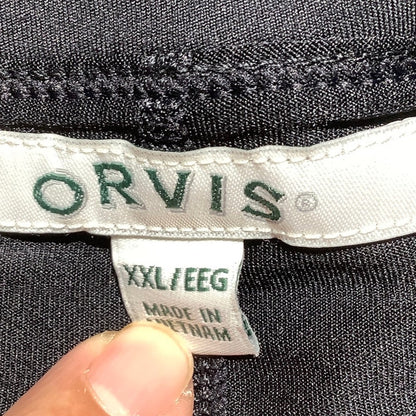 ORVIS®
XXL/EEG
MADE IN
VIETNAM